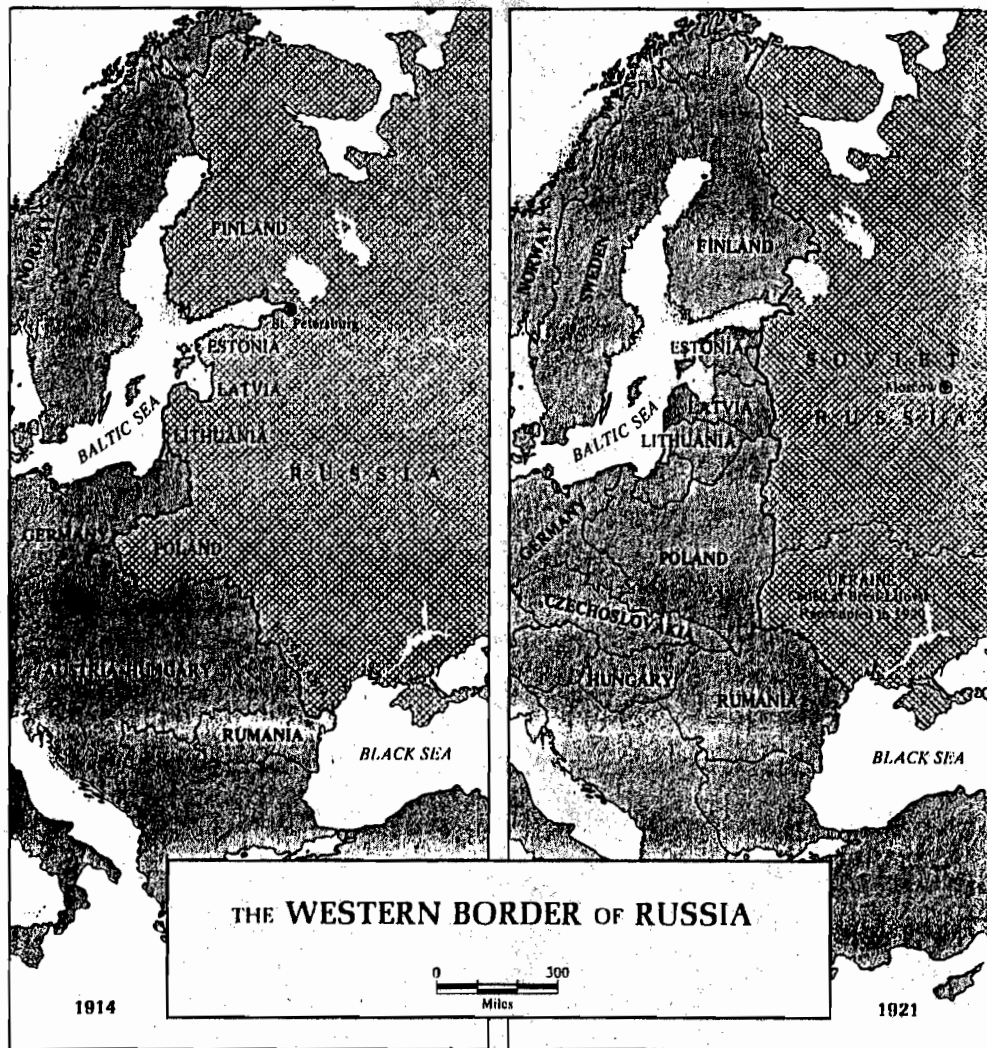 FINLAND
NORWAY
SWEDEN
St. Petersburg
ESTONIA
LATVIA
BALTIC SEA
LITHUANIA
RUSSIA
GERMANY
POLAND
AUSTRIA-HUNGARY
RUMANIA
BLACK SEA
1914
FINLAND
NORWAY
SWEDEN
ESTONIA
SOVIET
Moscow
LATVIA
RUSSIA
BALTIC SEA
LITHUANIA
GERMANY
POLAND
UKRAINE
CZECHOSLOVAKIA
HUNGARY
RUMANIA
BLACK SEA
1921
THE WESTERN BORDER OF RUSSIA
0 300
Miles